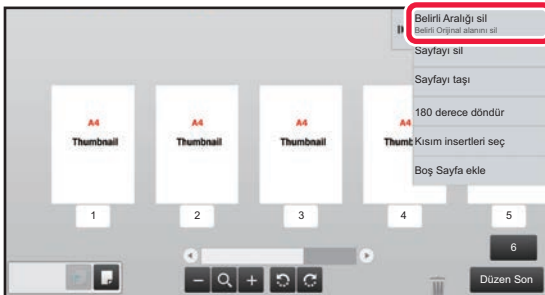 Belirli Aralığı sil
Belirli Orijinal alanını sil
Sayfayı sil
Sayfayı taşı
180 derece döndür
Kısım insertleri seç
Boş Sayfa ekle
A4
Thumbnail
A4
Thumbnail
A4
Thumbnail
A4
Thumb
1
2
3
4
5
6
Düzen Son